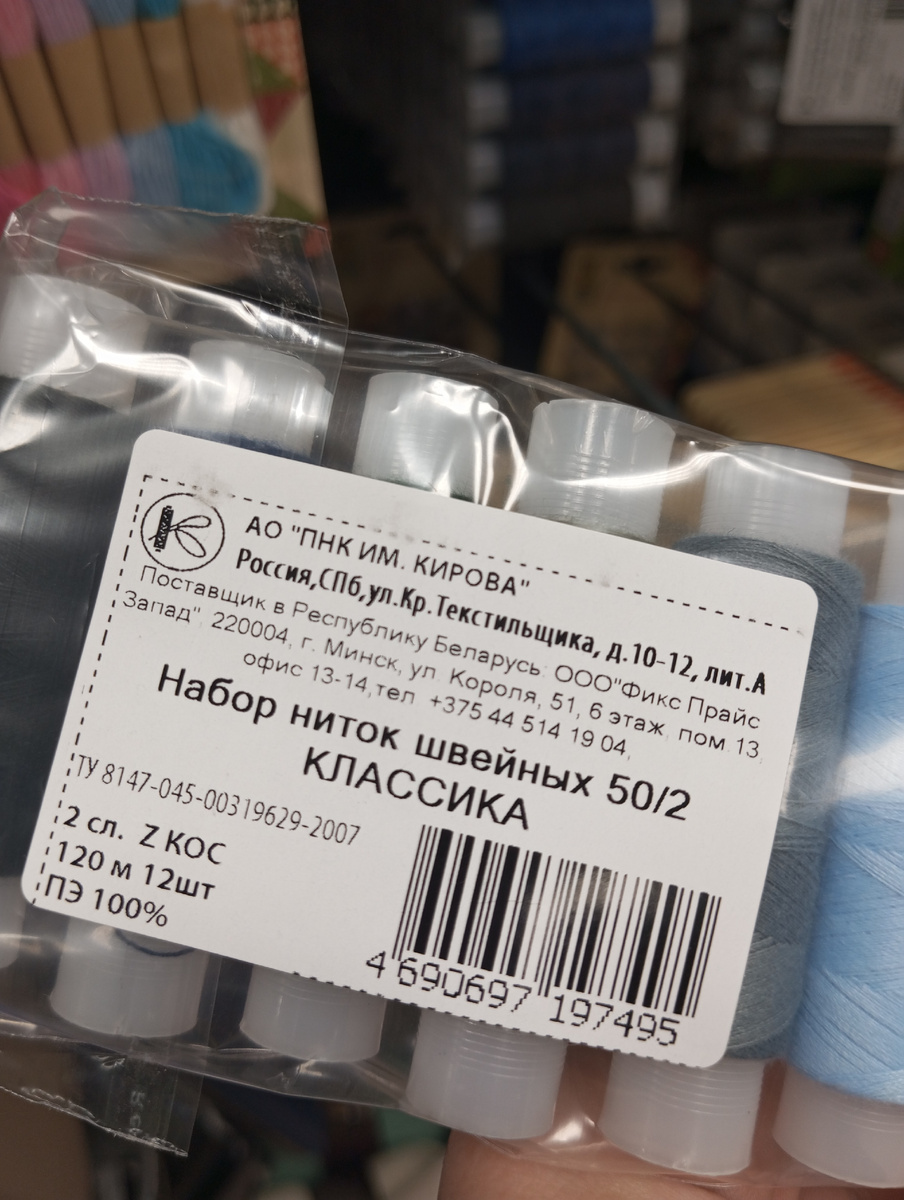 АО "ПНК ИМ. КИРОВА"
Россия,СПб,ул.Кр.Текстильщика, д.10-12, лит.А
Поставщик в Республику Беларусь: ООО"Фикс Прайс
Запад". 220004, г. Минск, ул. Короля, 51, 6 этаж, пом.13,
офис 13-14,тел. +375 44 514 19 04,
Набор ниток швейных 50/2
КЛАССИКА
ТУ 8147-045-00319629-2007
2 сл. Z КОС
120 м 12шт
ПЭ 100%
4 690697 197495